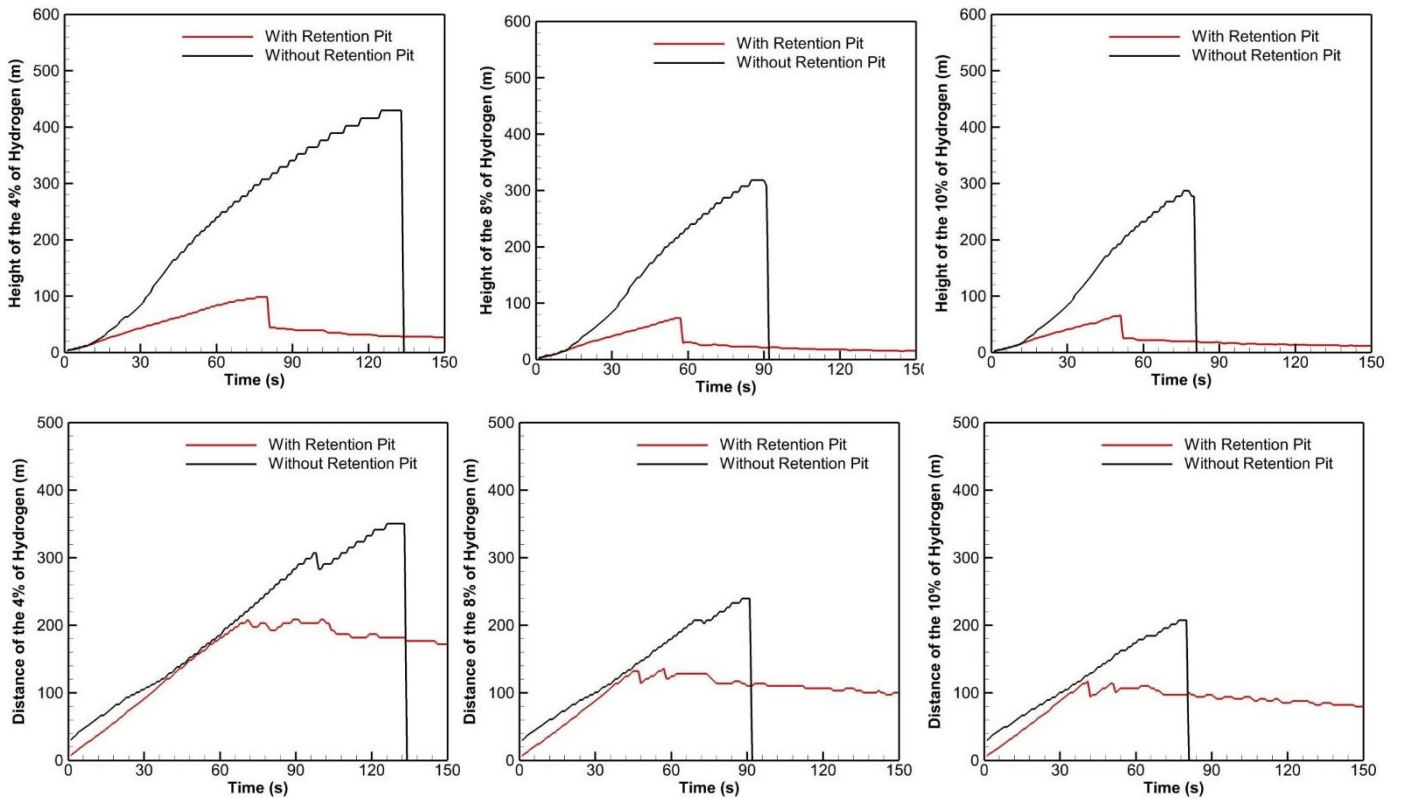 Height of the 4% of Hydrogen (m)
600
500
400
300
200
100
0
With Retention Pit
Without Retention Pit
0 30 60 90 120 150
Time (s)
Height of the 8% of Hydrogen (m)
600
500
400
300
200
100
0
With Retention Pit
Without Retention Pit
0 30 60 90 120 150
Time (s)
Height of the 10% of Hydrogen (m)
600
500
400
300
200
100
0
With Retention Pit
Without Retention Pit
0 30 60 90 120 150
Time (s)
Distance of the 4% of Hydrogen (m)
500
400
300
200
100
0
With Retention Pit
Without Retention Pit
0 30 60 90 120 150
Time (s)
Distance of the 8% of Hydrogen (m)
500
400
300
200
100
0
With Retention Pit
Without Retention Pit
0 30 60 90 120 150
Time (s)
Distance of the 10% of Hydrogen (m)
500
400
300
200
100
0
With Retention Pit
Without Retention Pit
0 30 60 90 120 150
Time (s)